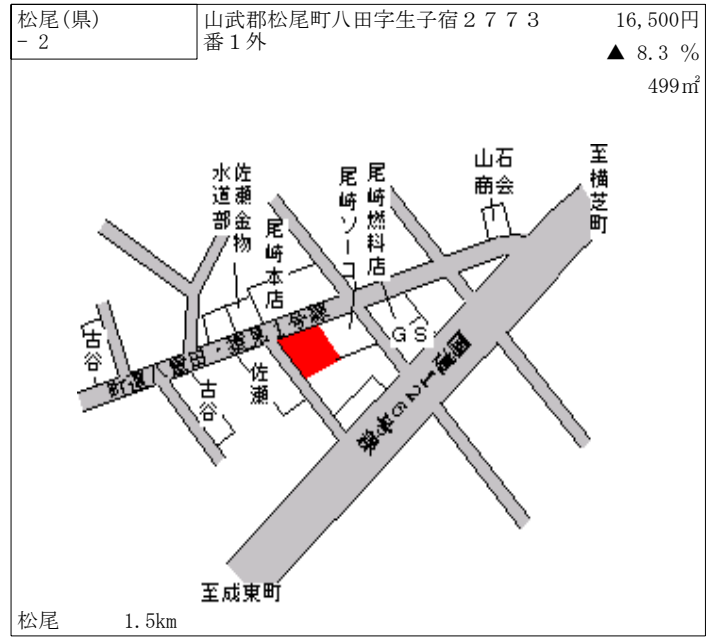 松尾(県)
- 2
山武郡松尾町八田字生子宿２７７３
番１外
16,500円
▲ 8.3 %
499㎡
至横芝町
山石
商会
尾崎燃料店
尾崎ソーコ
尾崎本店
佐瀬金物
水道部
古谷
古谷
佐瀬
ＧＳ
国道126号線
至成東町
松尾 1.5km